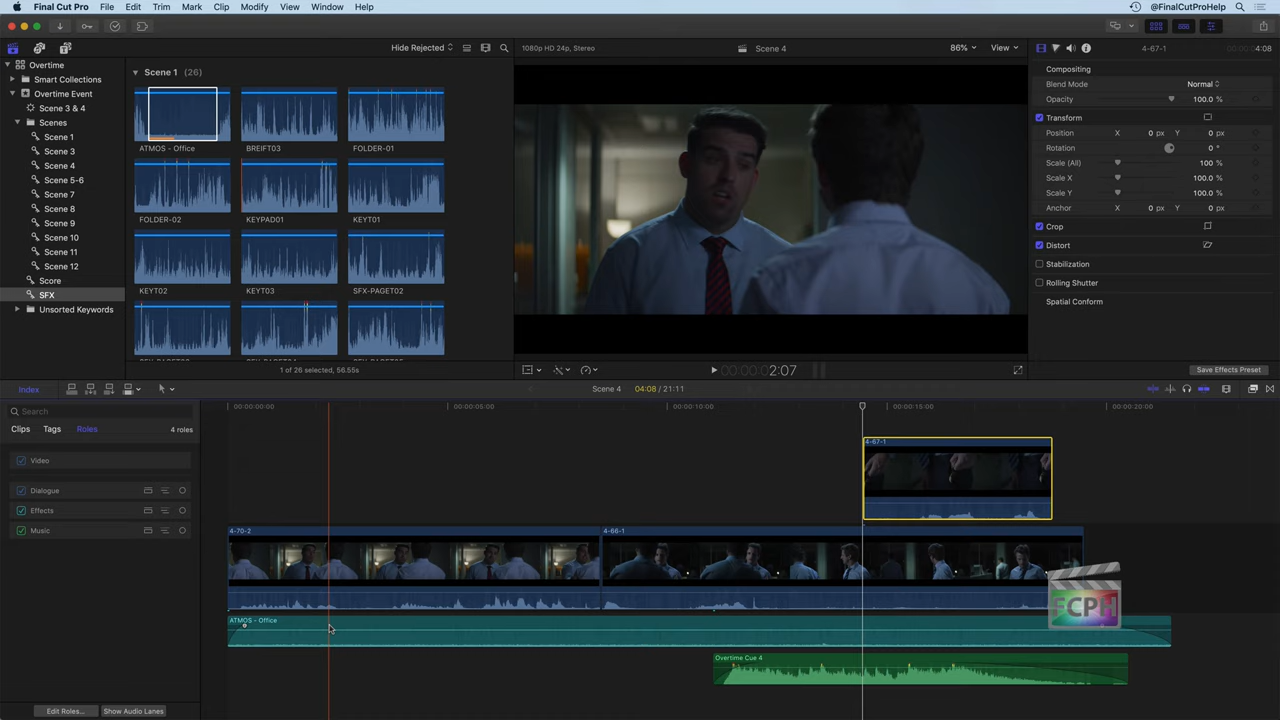 Final Cut Pro File Edit Trim Mark Clip Modify View Window Help @FinalCutProHelp
Hide Rejected 1080p HD 24p, Stereo Scene 4 86% View 4-67-1 4:08
Overtime
Smart Collections
Overtime Event
Scene 3 & 4
Scenes
Scene 1
Scene 3
Scene 4
Scene 5-6
Scene 7
Scene 8
Scene 9
Scene 10
Scene 11
Scene 12
Score
SFX
Unsorted Keywords
Scene 1 (26)
ATMOS - Office BREIFT03 FOLDER-01
FOLDER-02 KEYPAD01 KEYT01
KEYT02 KEYT03 SFX-PAGET02
1 of 26 selected, 56.55s
00:00:00:02:07
Compositing
Blend Mode Normal
Opacity 100.0 %
Transform
Position X 0 px Y 0 px
Rotation 0 °
Scale (All) 100 %
Scale X 100.0 %
Scale Y 100.0 %
Anchor X 0 px Y 0 px
Crop
Distort
Stabilization
Rolling Shutter
Spatial Conform
Save Effects Preset
Index Scene 4 04:08 / 21:11
Search
Clips Tags Roles 4 roles
Video
Dialogue
Effects
Music
Edit Roles... Show Audio Lanes
00:00:00:00 00:00:05:00 00:00:10:00 00:00:15:00 00:00:20:00
4-67-1
4-70-2 4-66-1
ATMOS - Office
Overtime Cue 4
FCPH